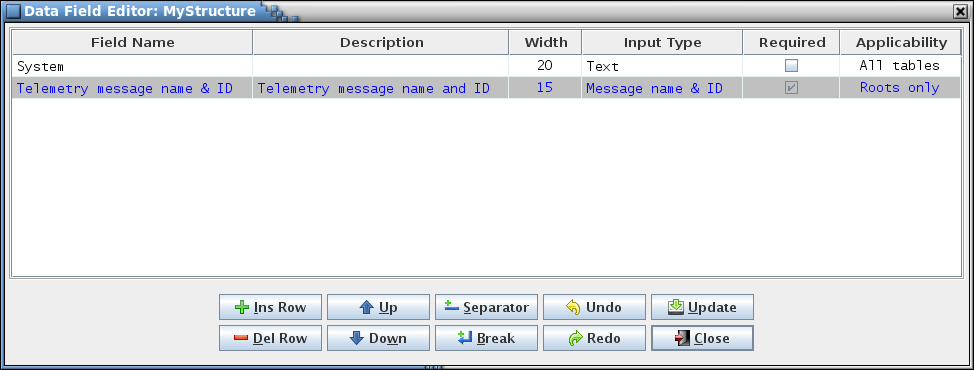 Data Field Editor: MyStructure
Field Name Description Width Input Type Required Applicability
System 20 Text All tables
Telemetry message name & ID Telemetry message name and ID 15 Message name & ID Roots only
Ins Row Up Separator Undo Update
Del Row Down Break Redo Close